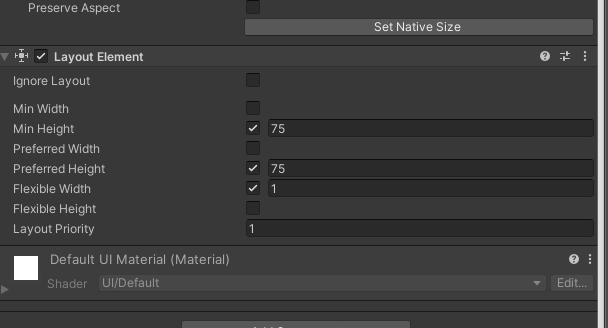 Preserve Aspect
Set Native Size
Layout Element
Ignore Layout
Min Width
Min Height 75
Preferred Width
Preferred Height 75
Flexible Width 1
Flexible Height
Layout Priority 1
Default UI Material (Material)
Shader UI/Default Edit...